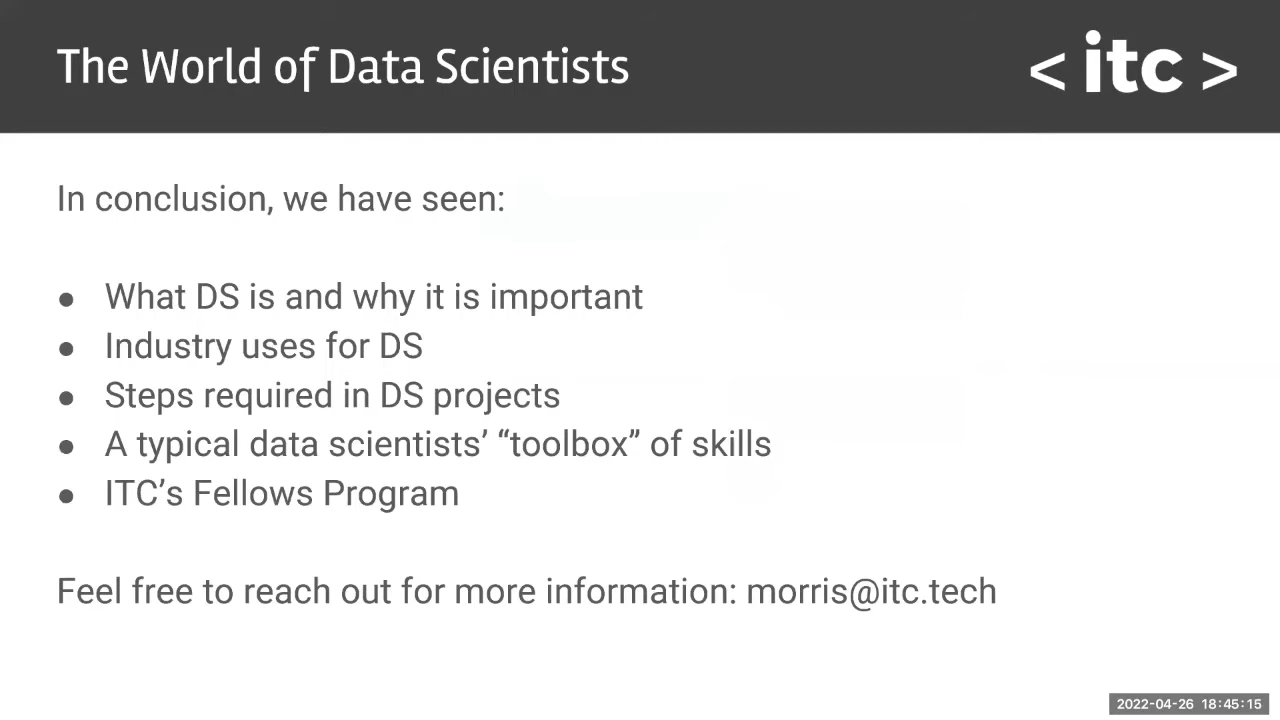 The World of Data Scientists
< itc >
In conclusion, we have seen:
● What DS is and why it is important
● Industry uses for DS
● Steps required in DS projects
● A typical data scientists’ “toolbox” of skills
● ITC’s Fellows Program
Feel free to reach out for more information: morris@itc.tech
2022-04-26 18:45:15